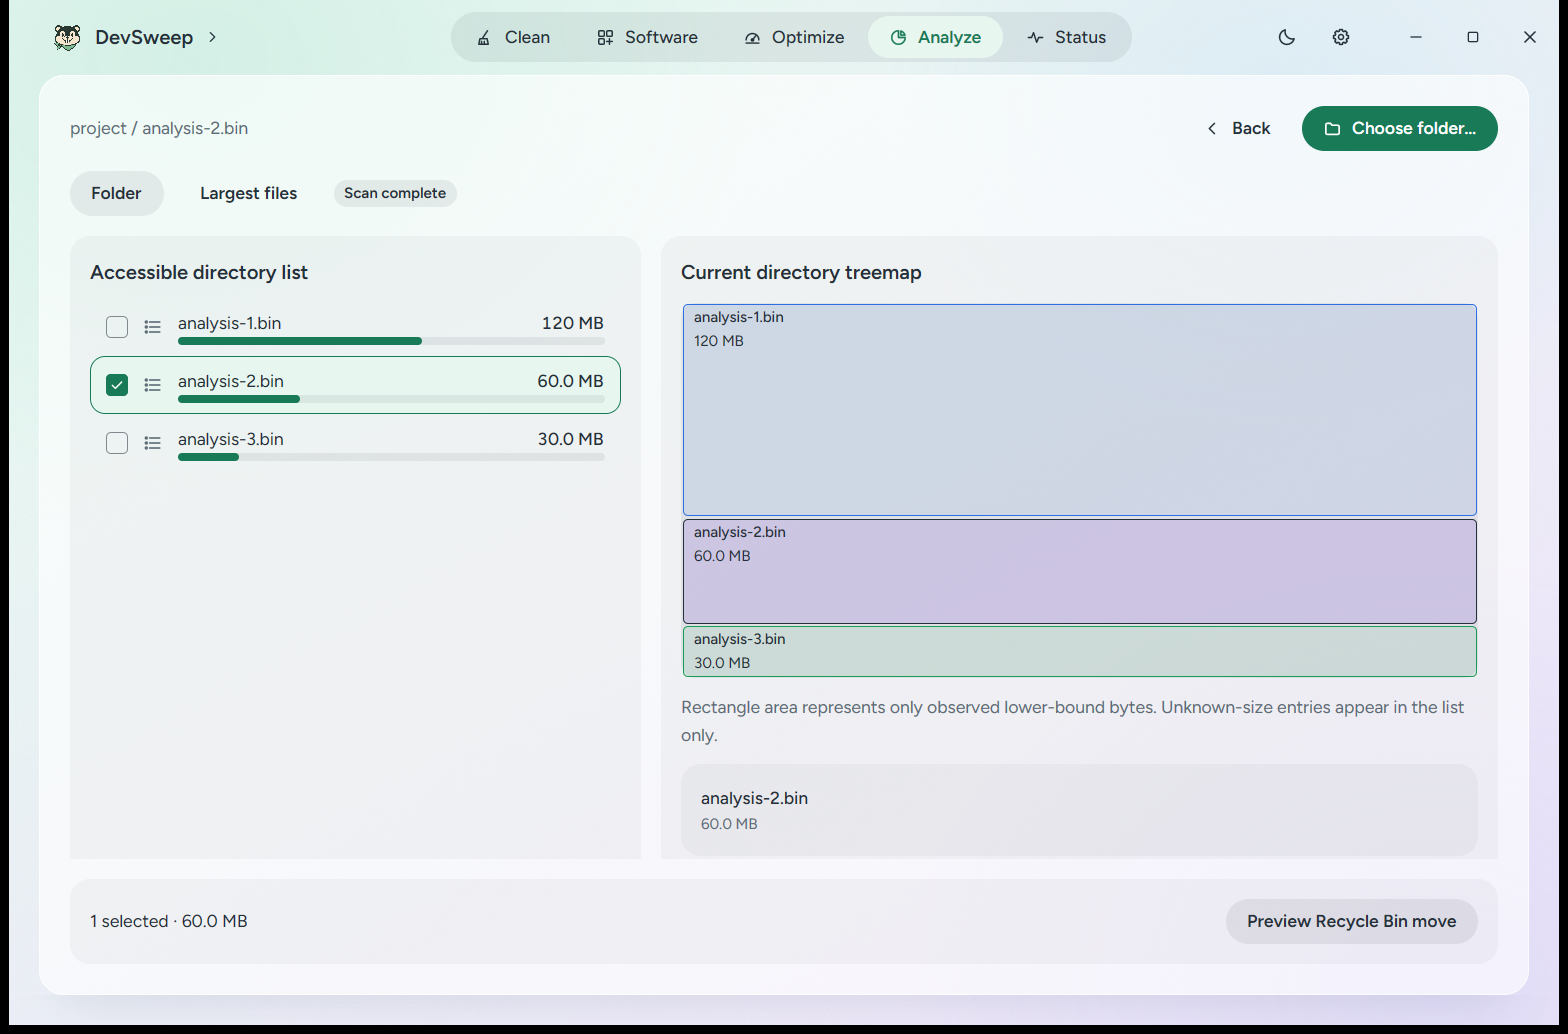 DevSweep
Clean
Software
Optimize
Analyze
Status
project / analysis-2.bin
Back
Choose folder...
Folder
Largest files
Scan complete
Accessible directory list
analysis-1.bin
120 MB
analysis-2.bin
60.0 MB
analysis-3.bin
30.0 MB
Current directory treemap
analysis-1.bin
120 MB
analysis-2.bin
60.0 MB
analysis-3.bin
30.0 MB
Rectangle area represents only observed lower-bound bytes. Unknown-size entries appear in the list
only.
analysis-2.bin
60.0 MB
1 selected · 60.0 MB
Preview Recycle Bin move